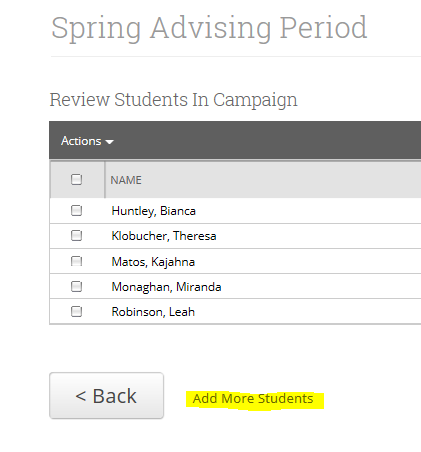 Spring Advising Period
Review Students In Campaign
Actions
NAME
Huntley, Bianca
Klobucher, Theresa
Matos, Kajahna
Monaghan, Miranda
Robinson, Leah
< Back Add More Students